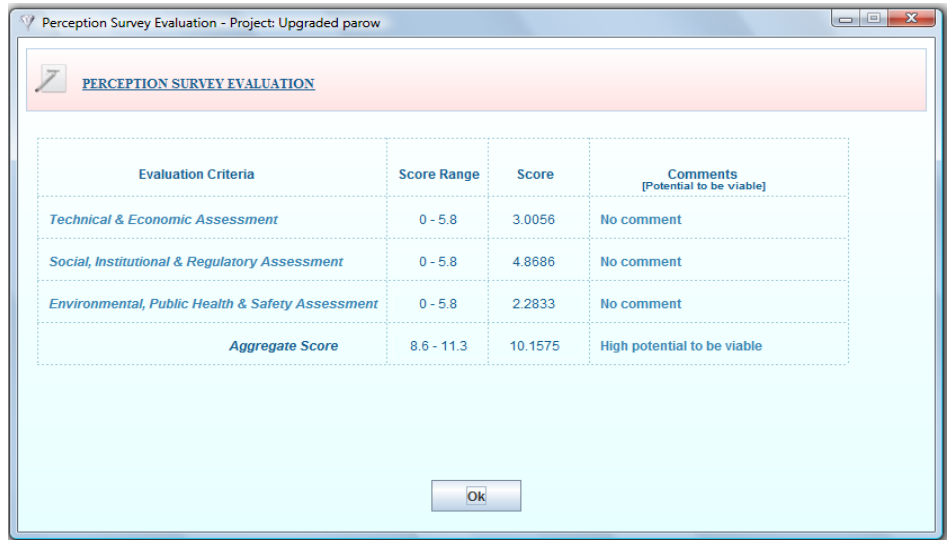 Perception Survey Evaluation - Project: Upgraded parow
PERCEPTION SURVEY EVALUATION
Evaluation Criteria Score Range Score Comments
[Potential to be viable]
Technical & Economic Assessment 0 - 5.8 3.0056 No comment
Social, Institutional & Regulatory Assessment 0 - 5.8 4.8686 No comment
Environmental, Public Health & Safety Assessment 0 - 5.8 2.2833 No comment
Aggregate Score 8.6 - 11.3 10.1575 High potential to be viable
Ok